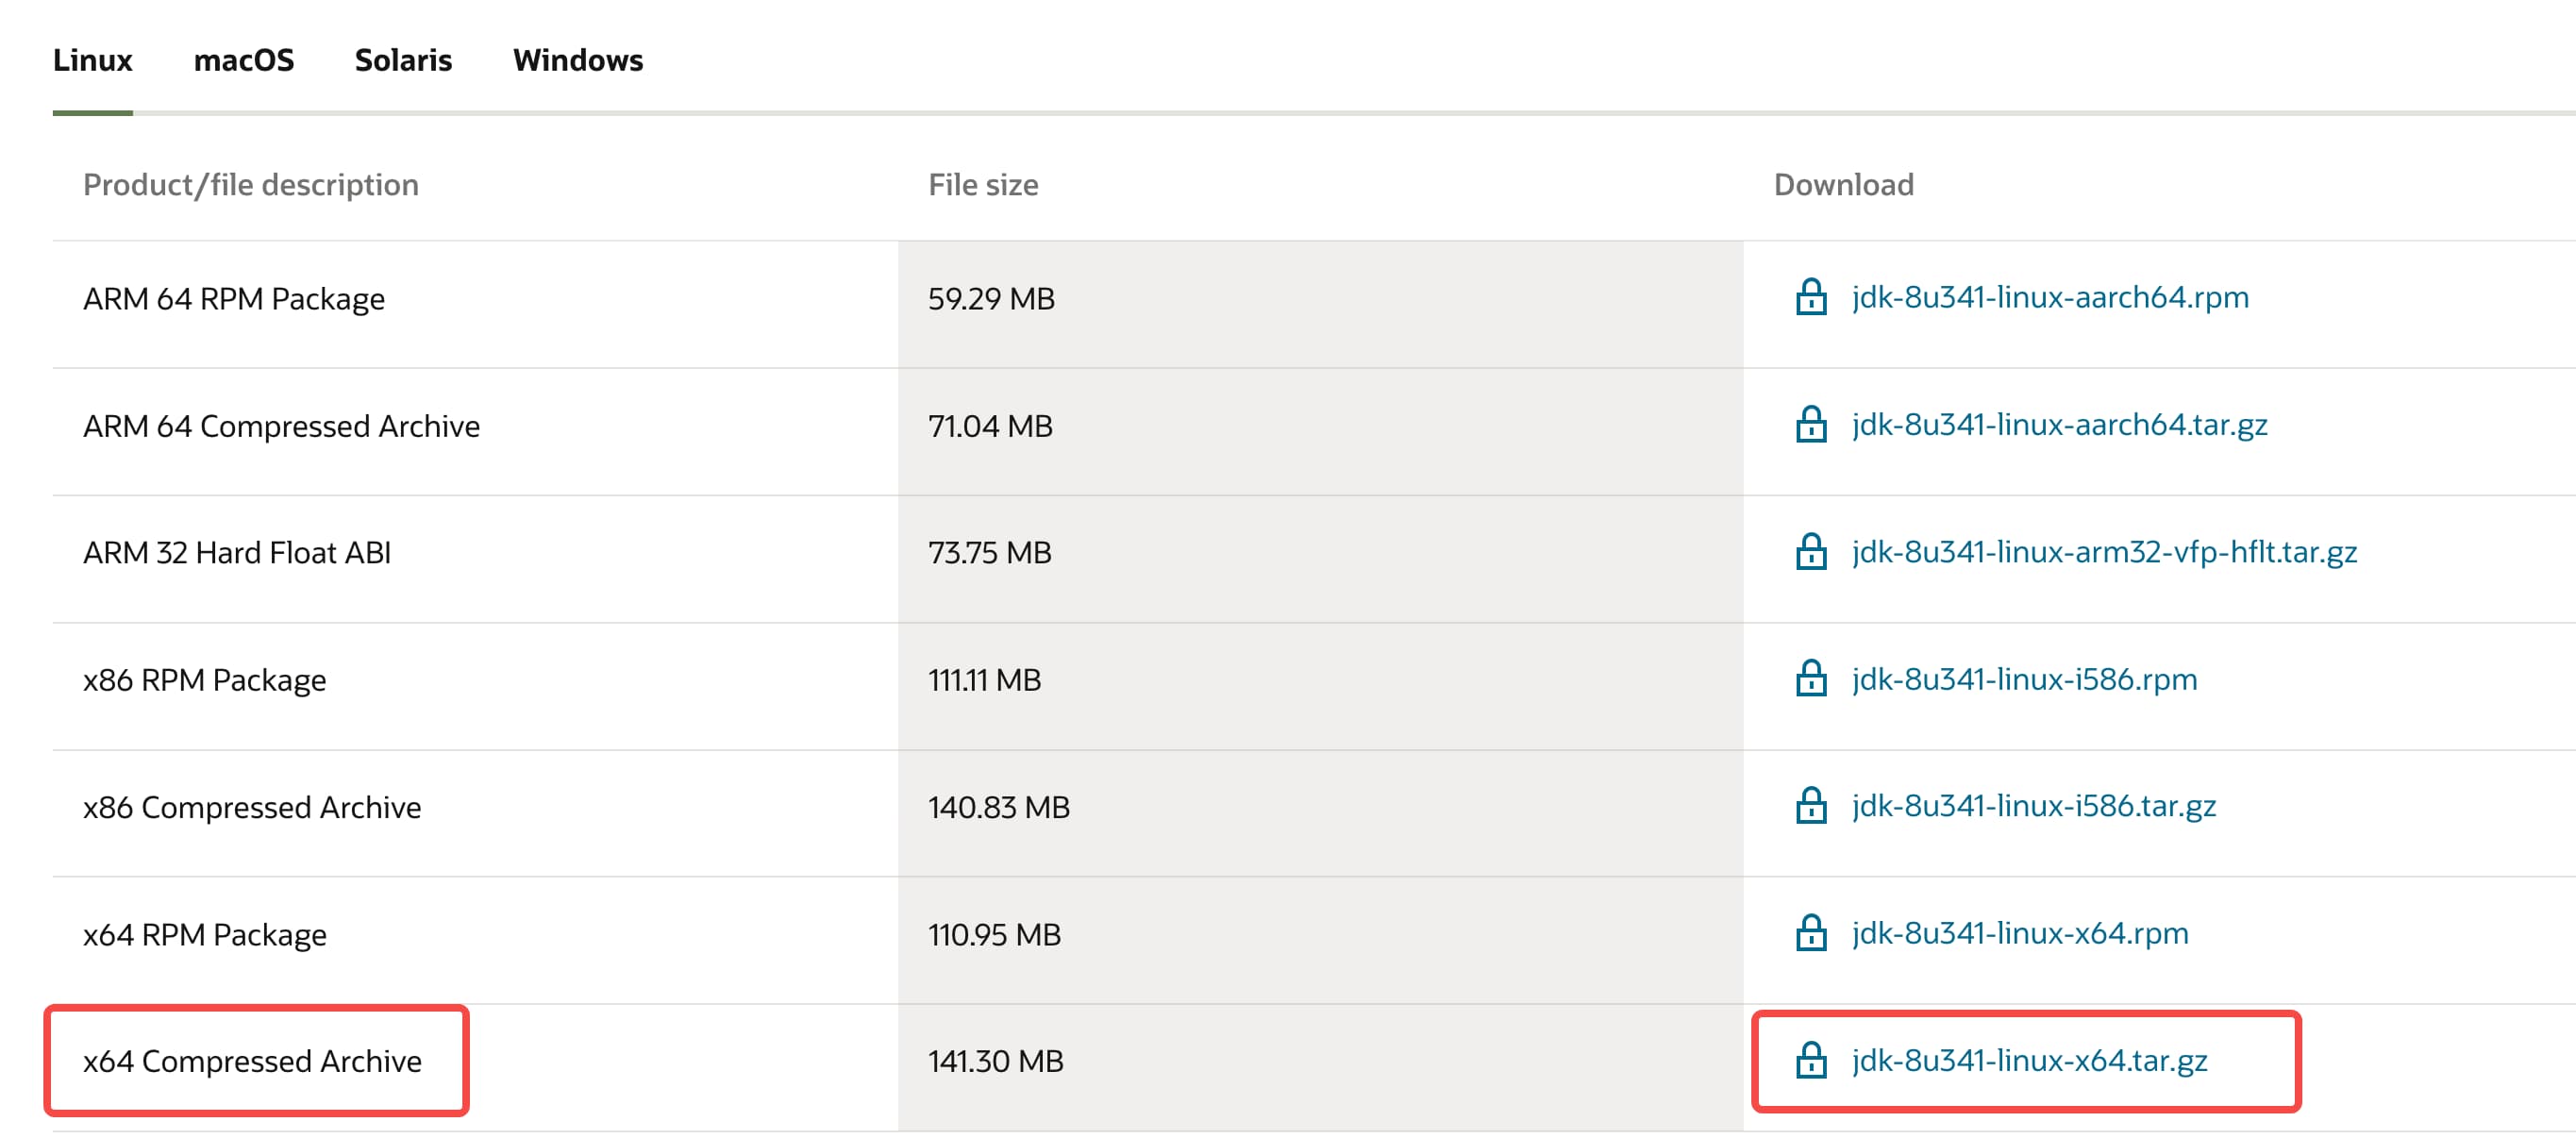 Linux macOS Solaris Windows
Product/file description File size Download
ARM 64 RPM Package 59.29 MB jdk-8u341-linux-aarch64.rpm
ARM 64 Compressed Archive 71.04 MB jdk-8u341-linux-aarch64.tar.gz
ARM 32 Hard Float ABI 73.75 MB jdk-8u341-linux-arm32-vfp-hflt.tar.gz
x86 RPM Package 111.11 MB jdk-8u341-linux-i586.rpm
x86 Compressed Archive 140.83 MB jdk-8u341-linux-i586.tar.gz
x64 RPM Package 110.95 MB jdk-8u341-linux-x64.rpm
x64 Compressed Archive 141.30 MB jdk-8u341-linux-x64.tar.gz